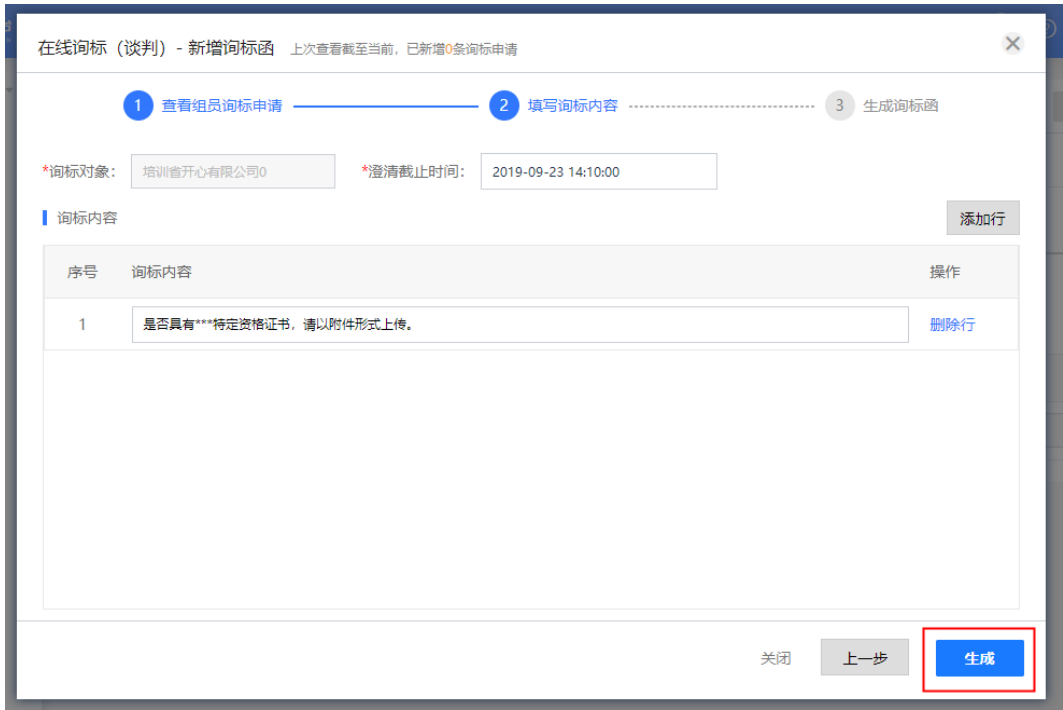 在线询标（谈判）- 新增询标函 上次查看截至当前，已新增0条询标申请
1 查看组员询标申请 2 填写询标内容 3 生成询标函
*询标对象： 培训省开心有限公司0 *澄清截止时间： 2019-09-23 14:10:00
询标内容 添加行
序号 询标内容 操作
1 是否具有***特定资格证书，请以附件形式上传。 删除行
关闭 上一步 生成